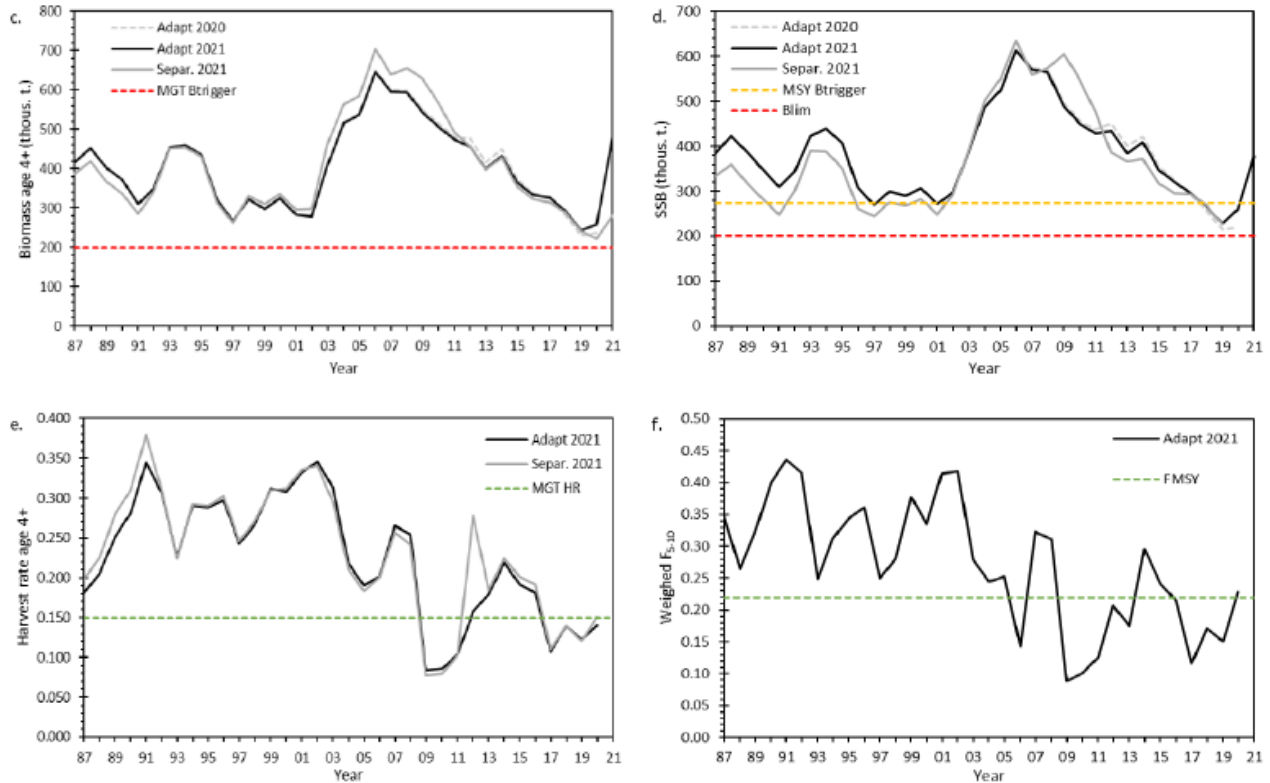 c.
Adapt 2020
Adapt 2021
Separ. 2021
MGT Btrigger
Biomass age 4+ (thous. t.)
800
700
600
500
400
300
200
100
0
87 89 91 93 95 97 99 01 03 05 07 09 11 13 15 17 19 21
Year
d.
Adapt 2020
Adapt 2021
Separ. 2021
MSY Btrigger
Blim
SSB (thous. t.)
700
600
500
400
300
200
100
0
87 89 91 93 95 97 99 01 03 05 07 09 11 13 15 17 19 21
Year
e.
Adapt 2021
Separ. 2021
MGT HR
Harvest rate age 4+
0.400
0.350
0.300
0.250
0.200
0.150
0.100
0.050
0.000
87 89 91 93 95 97 99 01 03 05 07 09 11 13 15 17 19 21
Year
f.
Adapt 2021
FMSY
Weighed F5-10
0.50
0.45
0.40
0.35
0.30
0.25
0.20
0.15
0.10
0.05
0.00
87 89 91 93 95 97 99 01 03 05 07 09 11 13 15 17 19 21
Year